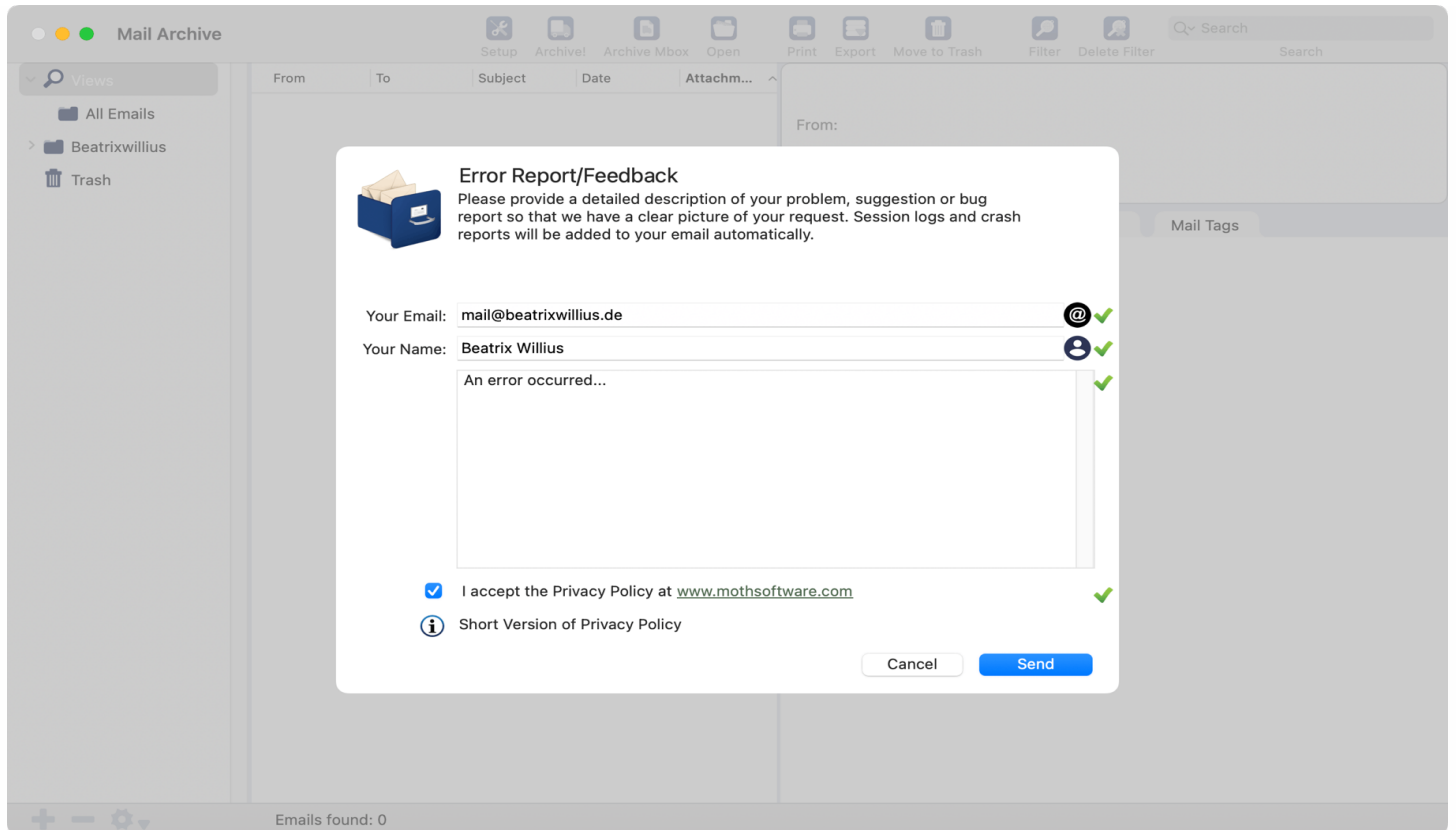 Mail Archive
Setup Archive! Archive Mbox Open Print Export Move to Trash Filter Delete Filter Search
Search
Views
All Emails
Beatrixwillius
Trash
From To Subject Date Attachm...
From:
Mail Tags
Error Report/Feedback
Please provide a detailed description of your problem, suggestion or bug
report so that we have a clear picture of your request. Session logs and crash
reports will be added to your email automatically.
Your Email: mail@beatrixwillius.de
Your Name: Beatrix Willius
An error occurred...
I accept the Privacy Policy at www.mothsoftware.com
Short Version of Privacy Policy
Cancel Send
Emails found: 0